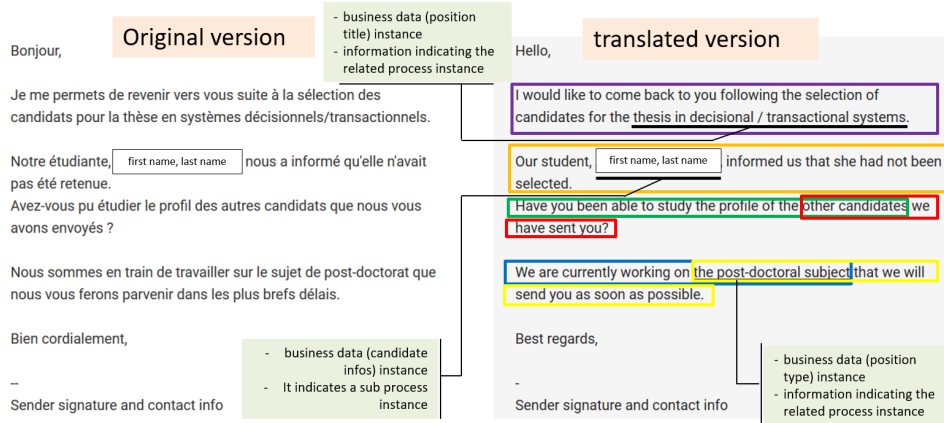 Original version
Bonjour,
Je me permets de revenir vers vous suite à la sélection des
candidats pour la thèse en systèmes décisionnels/transactionnels.
Notre étudiante, first name, last name nous a informé qu'elle n'avait
pas été retenue.
Avez-vous pu étudier le profil des autres candidats que nous vous
avons envoyés ?
Nous sommes en train de travailler sur le sujet de post-doctorat que
nous vous ferons parvenir dans les plus brefs délais.
Bien cordialement,
--
Sender signature and contact info
- business data (position
title) instance
- information indicating the
related process instance
- business data (candidate
infos) instance
- It indicates a sub process
instance
translated version
Hello,
I would like to come back to you following the selection of
candidates for the thesis in decisional / transactional systems.
Our student, first name, last name , informed us that she had not been
selected.
Have you been able to study the profile of the other candidates we
have sent you?
We are currently working on the post-doctoral subject that we will
send you as soon as possible.
Best regards,
-
Sender signature and contact info
- business data (position
type) instance
- information indicating the
related process instance